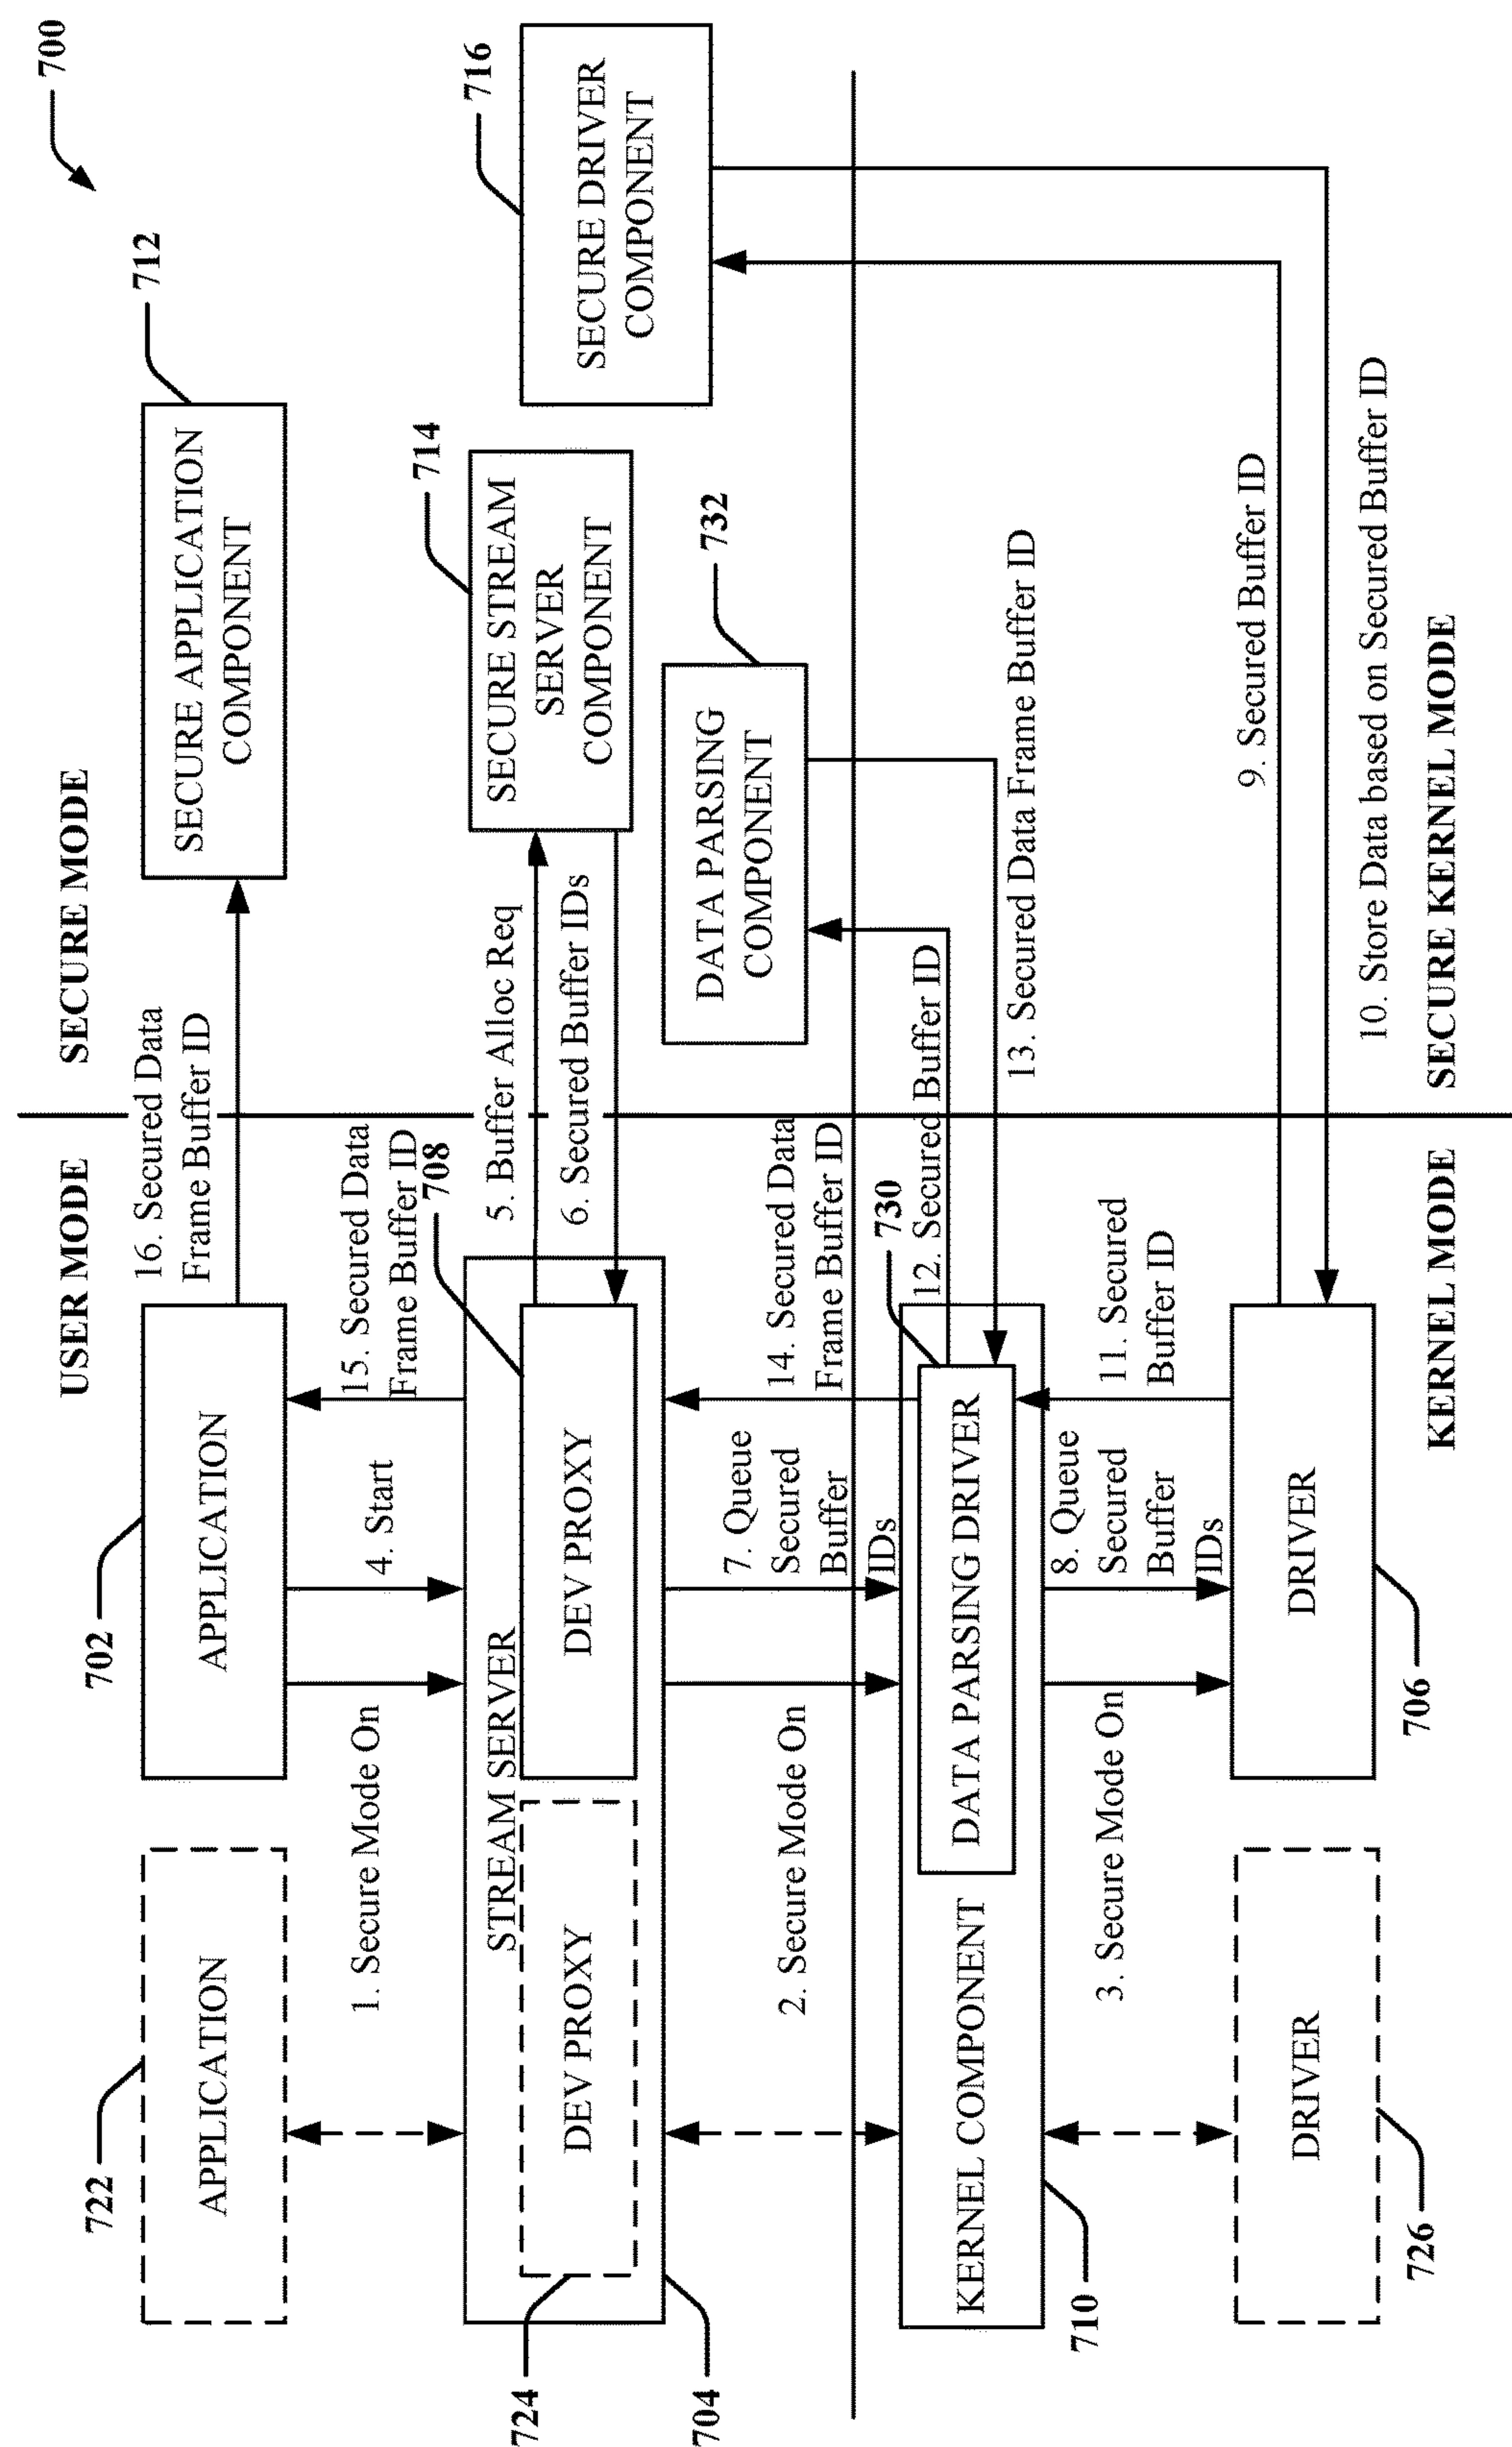 700
USER MODE
SECURE MODE
722
APPLICATION
702
APPLICATION
712
SECURE APPLICATION
COMPONENT
16. Secured Data
Frame Buffer ID
1. Secure Mode On
4. Start
15. Secured Data
Frame Buffer ID
708
5. Buffer Alloc Req
6. Secured Buffer IDs
714
SECURE STREAM
SERVER
COMPONENT
716
SECURE DRIVER
COMPONENT
STREAM SERVER
DEV PROXY
DEV PROXY
724
704
732
DATA PARSING
COMPONENT
2. Secure Mode On
7. Queue
Secured
Buffer
IDs
14. Secured Data
Frame Buffer ID
730
12. Secured Buffer ID
13. Secured Data Frame Buffer ID
KERNEL COMPONENT
DATA PARSING DRIVER
710
3. Secure Mode On
8. Queue
Secured
Buffer
IDs
11. Secured
Buffer ID
9. Secured Buffer ID
DRIVER
726
DRIVER
706
10. Store Data based on Secured Buffer ID
KERNEL MODE
SECURE KERNEL MODE